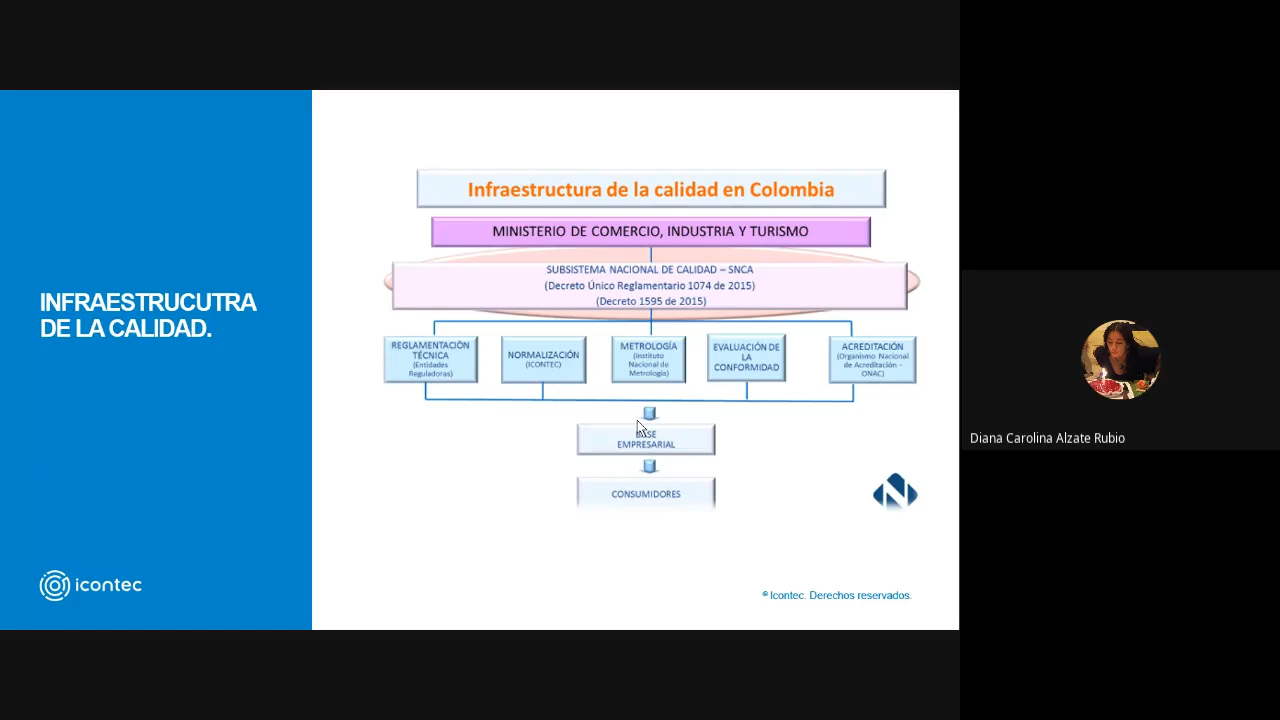 INFRAESTRUCUTRA
DE LA CALIDAD.
icontec
Infraestructura de la calidad en Colombia
MINISTERIO DE COMERCIO, INDUSTRIA Y TURISMO
SUBSISTEMA NACIONAL DE CALIDAD – SNCA
(Decreto Único Reglamentario 1074 de 2015)
(Decreto 1595 de 2015)
REGLAMENTACIÓN
TÉCNICA
(Entidades
Reguladoras)
NORMALIZACIÓN
(ICONTEC)
METROLOGÍA
(Instituto
Nacional de
Metrología)
EVALUACIÓN DE
LA
CONFORMIDAD
ACREDITACIÓN
(Organismo Nacional
de Acreditación -
ONAC)
BASE
EMPRESARIAL
CONSUMIDORES
N
© Icontec. Derechos reservados.
Diana Carolina Alzate Rubio